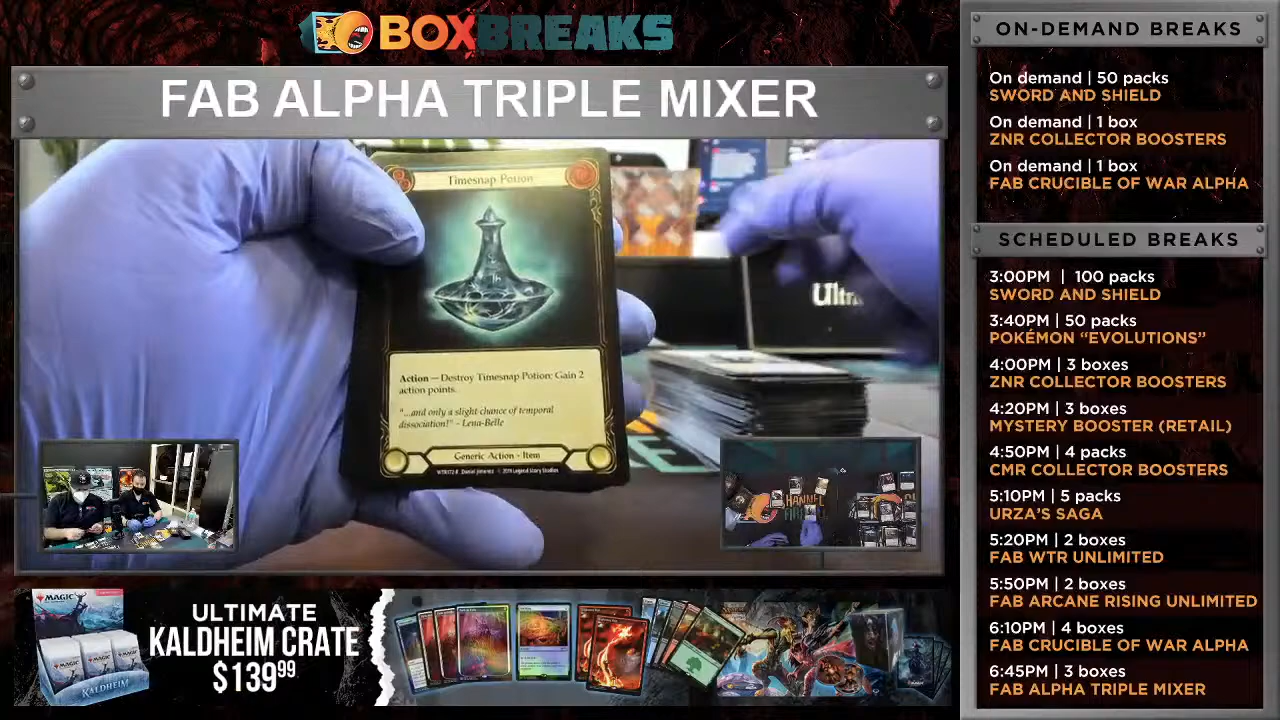 BOXBREAKS
FAB ALPHA TRIPLE MIXER
Timesnap Potion
Action — Destroy Timesnap Potion: Gain 2
action points.
"...and only a slight chance of temporal
dissociation!" - Lena-Belle
Generic Action - Item
Ultr
ULTIMATE
KALDHEIM CRATE
$139.99
MAGIC
KALDHEIM
ON-DEMAND BREAKS
On demand | 50 packs
SWORD AND SHIELD
On demand | 1 box
ZNR COLLECTOR BOOSTERS
On demand | 1 box
FAB CRUCIBLE OF WAR ALPHA
SCHEDULED BREAKS
3:00PM | 100 packs
SWORD AND SHIELD
3:40PM | 50 packs
POKÉMON “EVOLUTIONS”
4:00PM | 3 boxes
ZNR COLLECTOR BOOSTERS
4:20PM | 3 boxes
MYSTERY BOOSTER (RETAIL)
4:50PM | 4 packs
CMR COLLECTOR BOOSTERS
5:10PM | 5 packs
URZA'S SAGA
5:20PM | 2 boxes
FAB WTR UNLIMITED
5:50PM | 2 boxes
FAB ARCANE RISING UNLIMITED
6:10PM | 4 boxes
FAB CRUCIBLE OF WAR ALPHA
6:45PM | 3 boxes
FAB ALPHA TRIPLE MIXER